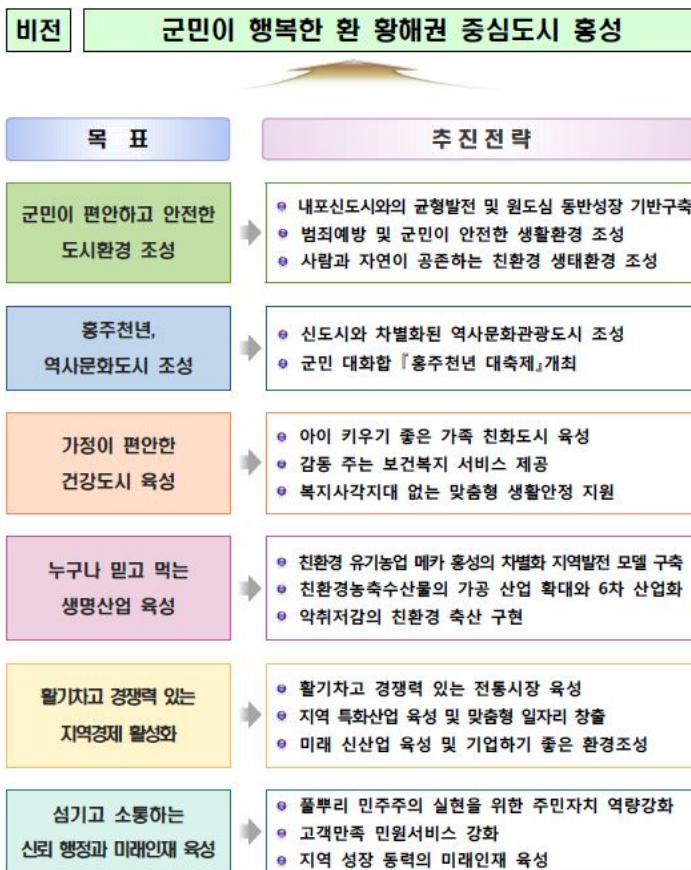 비전
군민이 행복한 환 황해권 중심도시 홍성
목 표
추진전략
군민이 편안하고 안전한
도시환경 조성
내포신도시와의 균형발전 및 원도심 동반성장 기반구축
범죄예방 및 군민이 안전한 생활환경 조성
사람과 자연이 공존하는 친환경 생태환경 조성
홍주천년,
역사문화도시 조성
신도시와 차별화된 역사문화관광도시 조성
군민 대화합 『홍주천년 대축제』개최
가정이 편안한
건강도시 육성
아이 키우기 좋은 가족 친화도시 육성
감동 주는 보건복지 서비스 제공
복지사각지대 없는 맞춤형 생활안정 지원
누구나 믿고 먹는
생명산업 육성
친환경 유기농업 메카 홍성의 차별화 지역발전 모델 구축
친환경농축수산물의 가공 산업 확대와 6차 산업화
악취저감의 친환경 축산 구현
활기차고 경쟁력 있는
지역경제 활성화
활기차고 경쟁력 있는 전통시장 육성
지역 특화산업 육성 및 맞춤형 일자리 창출
미래 신산업 육성 및 기업하기 좋은 환경조성
섬기고 소통하는
신뢰 행정과 미래인재 육성
풀뿌리 민주주의 실현을 위한 주민자치 역량강화
고객만족 민원서비스 강화
지역 성장 동력의 미래인재 육성